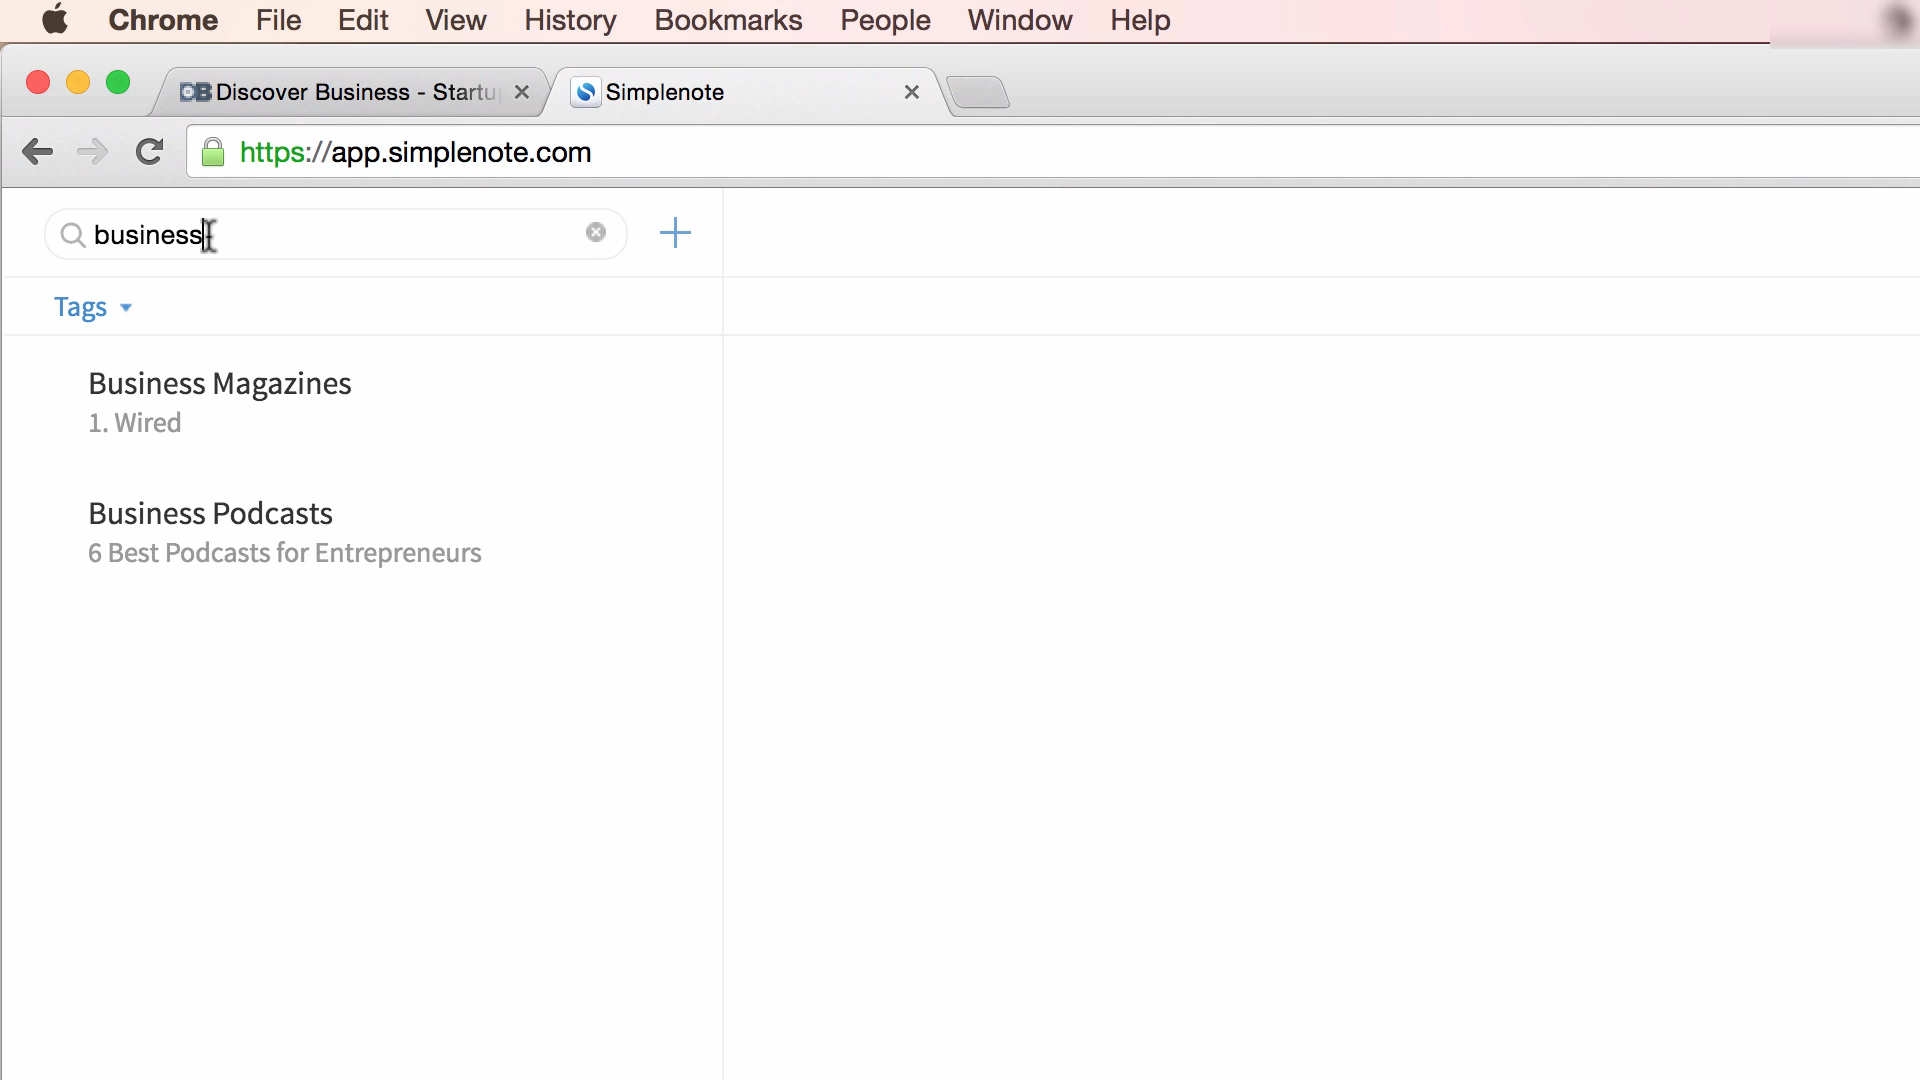 Chrome File Edit View History Bookmarks People Window Help
DB Discover Business - Startu
Simplenote
https://app.simplenote.com
business
Tags
Business Magazines
1. Wired
Business Podcasts
6 Best Podcasts for Entrepreneurs